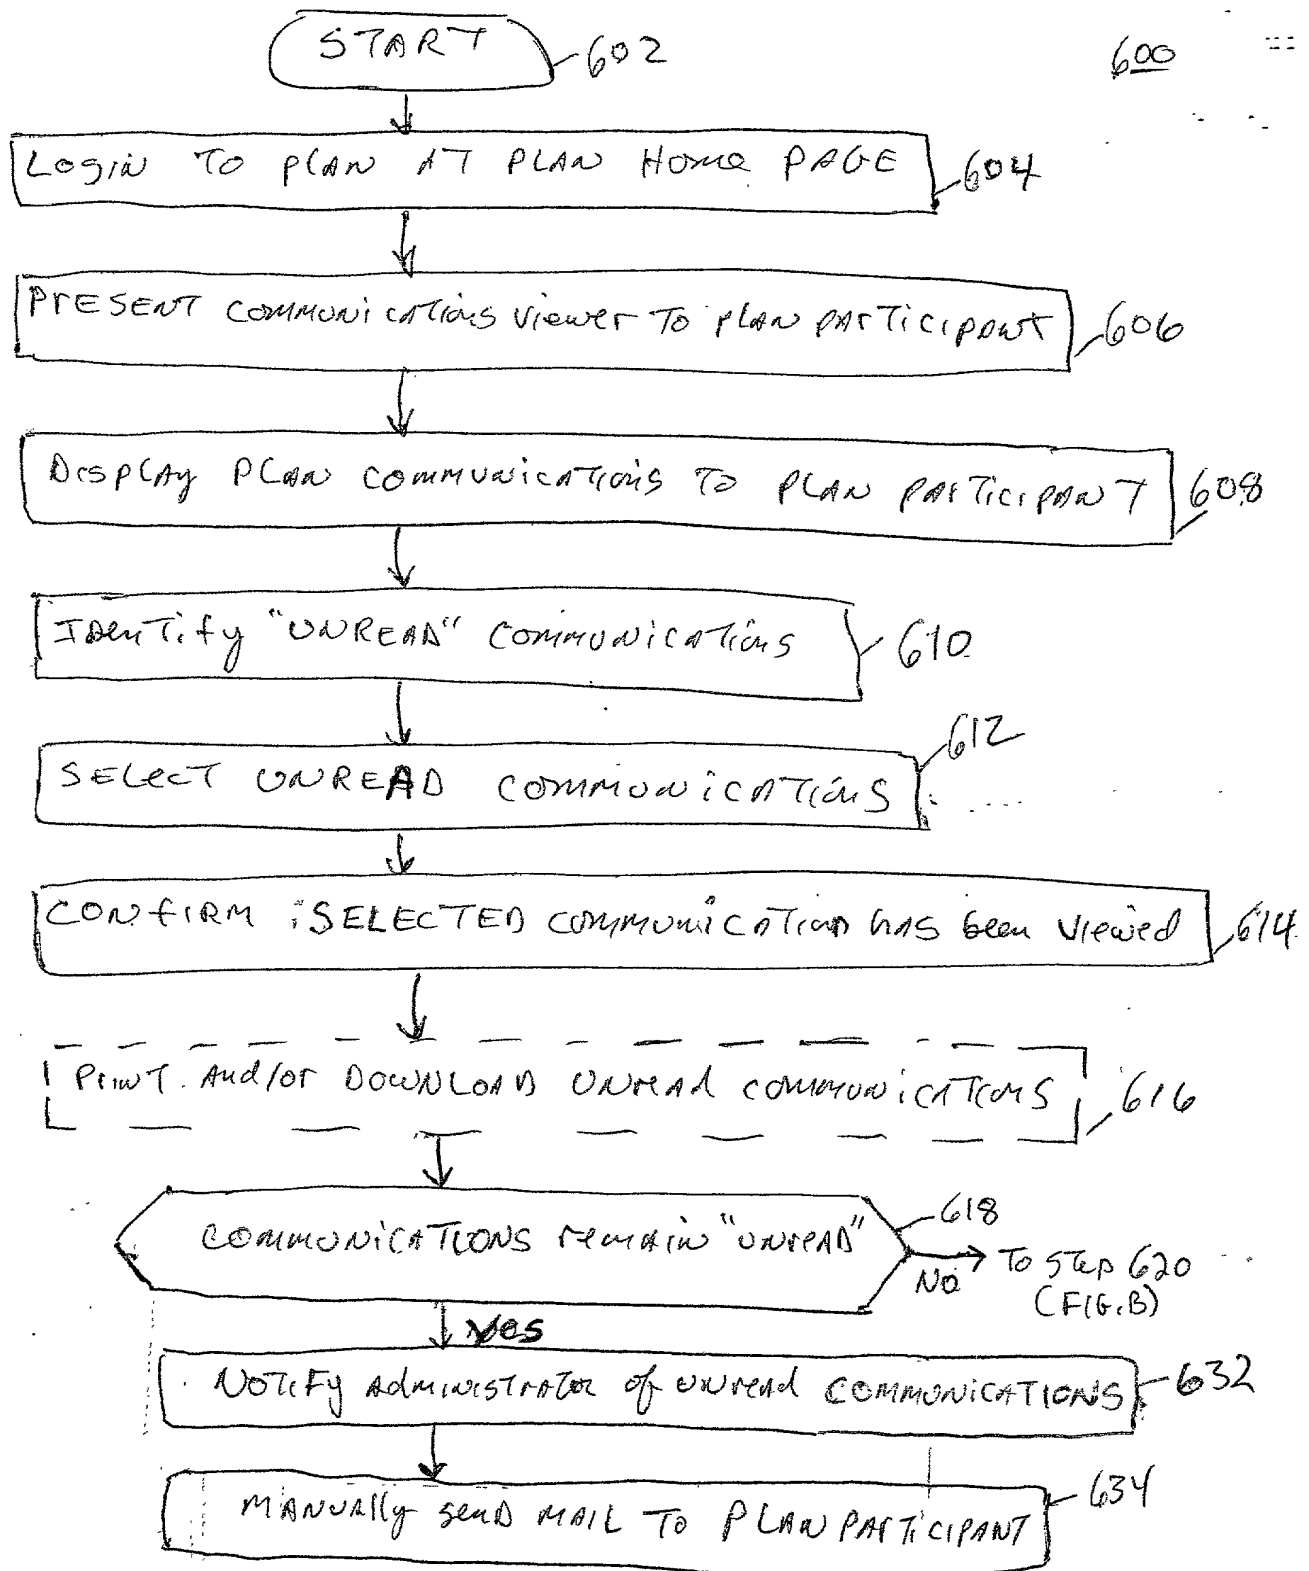 START
602
600
Login TO PLAN AT PLAN Home PAGE
604
PrESENT COMMUNiCATiONS Viewer To PLAN PArTiCIPANT
606
DisPLAy PLAN COMMUNiCATiONS TO PLAN PArTiCIPANT
608
IDenTify "UNREAD" COMMUNiCATiONS
610
612
SELecT UNREAD COMMUNiCATiONS
CONfIRM SELECTED COMMUNiCATiON hAS been Viewed
614
PrinT And/or DOWNLOAD UNreAd COMMUNiCATiONS
616
618
COMMUNiCATiONS remAiN "UNreAD"
No
To STep 620
(FIG.B)
yes
NOTiFy AdministrATor of UNreAd COMMUNiCATIONS
632
634
MANUAlly SenD MAIL TO PLAN PArTiCIPANT